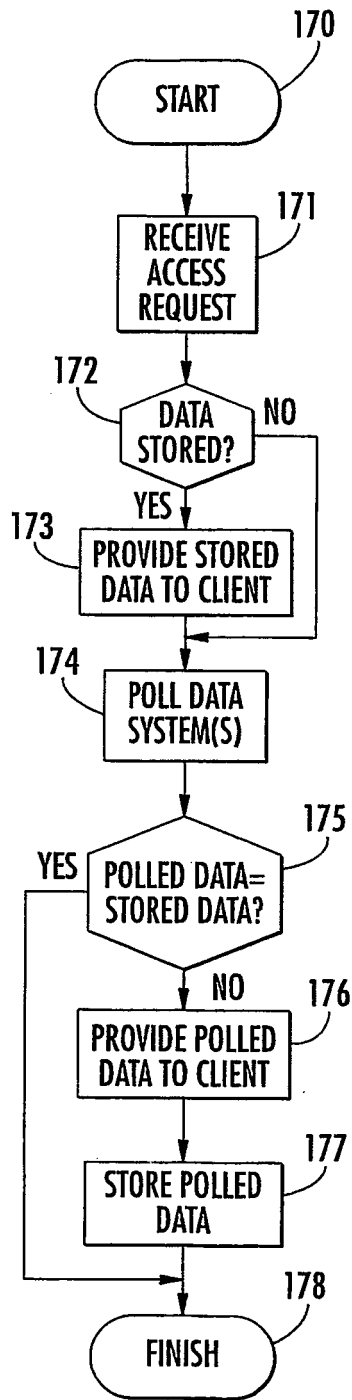 170
START
171
RECEIVE
ACCESS
REQUEST
172
DATA
STORED?
NO
YES
173
PROVIDE STORED
DATA TO CLIENT
174
POLL DATA
SYSTEM(S)
175
YES
POLLED DATA=
STORED DATA?
NO
176
PROVIDE POLLED
DATA TO CLIENT
177
STORE POLLED
DATA
178
FINISH